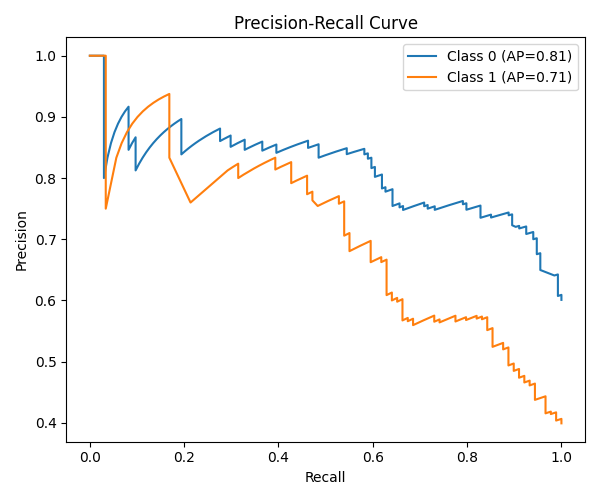 Precision-Recall Curve
Class 0 (AP=0.81)
Class 1 (AP=0.71)
Precision
1.0
0.9
0.8
0.7
0.6
0.5
0.4
0.0 0.2 0.4 0.6 0.8 1.0
Recall